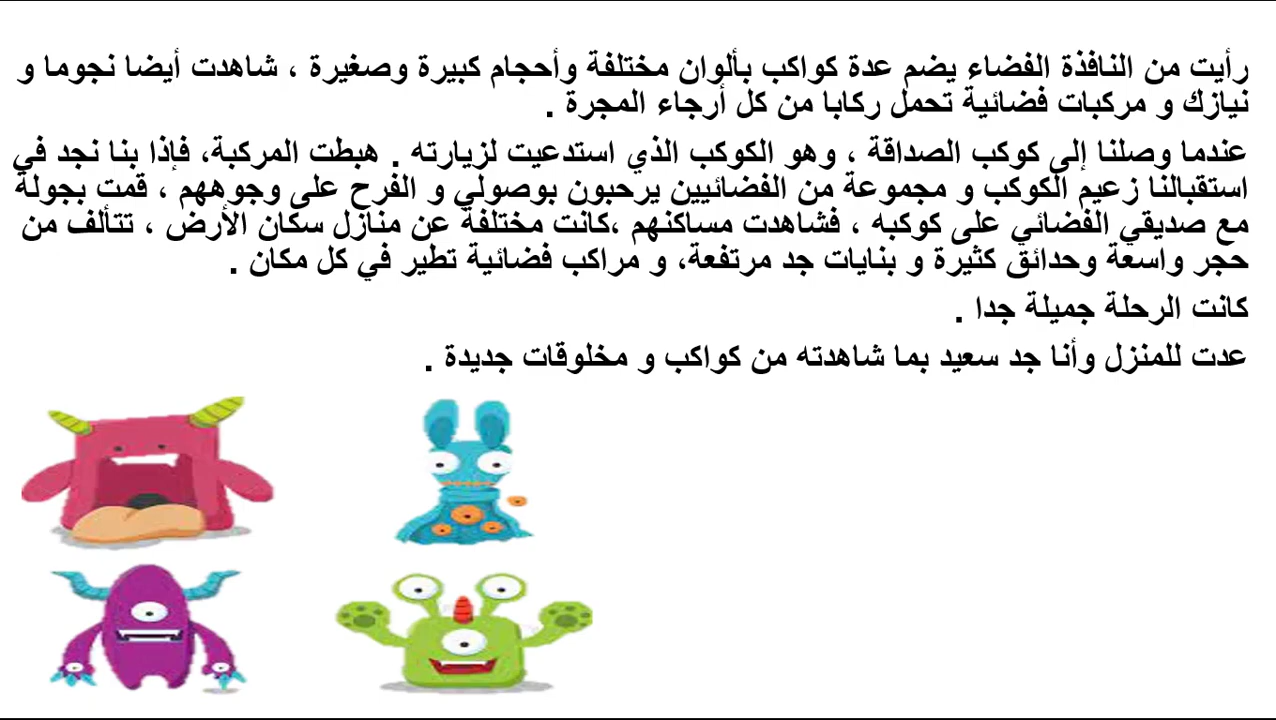 رأيت من النافذة الفضاء يضم عدة كواكب بألوان مختلفة وأحجام كبيرة وصغيرة ، شاهدت أيضا نجوما و
نيازك و مركبات فضائية تحمل ركابا من كل أرجاء المجرة .
عندما وصلنا إلى كوكب الصداقة ، وهو الكوكب الذي استدعيت لزيارته . هبطت المركبة، فإذا بنا نجد في
استقبالنا زعيم الكوكب و مجموعة من الفضائيين يرحبون بوصولي و الفرح على وجوههم ، قمت بجولة
مع صديقي الفضائي على كوكبه ، فشاهدت مساكنهم ،كانت مختلفة عن منازل سكان الأرض ، تتألف من
حجر واسعة وحدائق كثيرة و بنايات جد مرتفعة، و مراكب فضائية تطير في كل مكان .
كانت الرحلة جميلة جدا .
عدت للمنزل وأنا جد سعيد بما شاهدته من كواكب و مخلوقات جديدة .